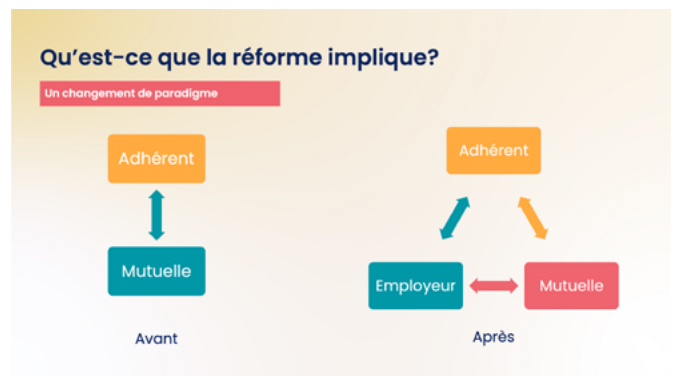 Qu’est-ce que la réforme implique?
Un changement de paradigme
Adhérent
Mutuelle
Avant
Adhérent
Employeur
Mutuelle
Après